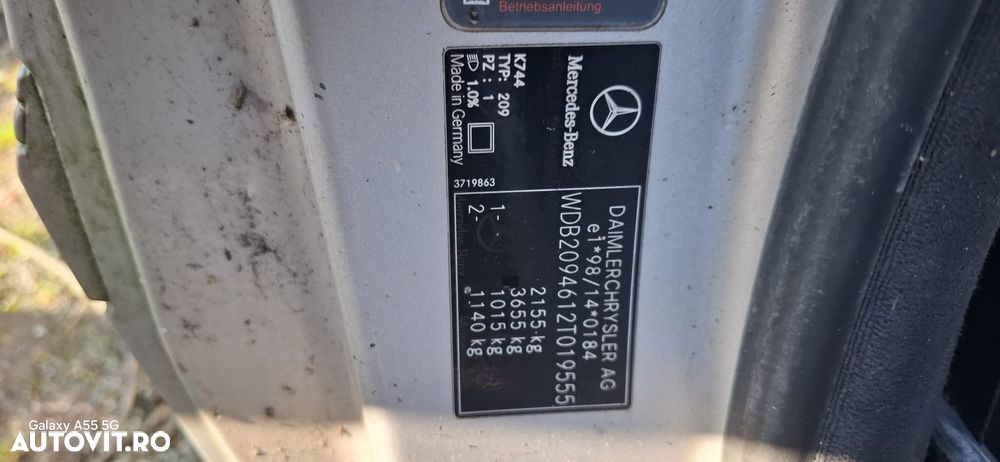 Betriebsanleitung.
Mercedes-Benz
K744
TYP: 209
PZ : 1
1.0%
Made in Germany
3719863
DAIMLERCHRYSLER AG
e1*98/14*0184
WDB2094612T019555
2155 kg
3655 kg
1- 1015 kg
2- 1140 kg
Galaxy A55 5G
AUTOVIT.RO